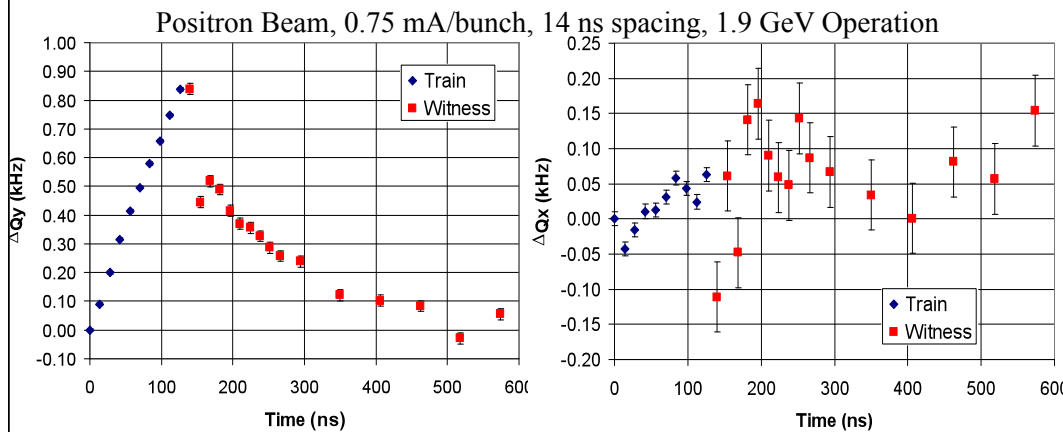 Positron Beam, 0.75 mA/bunch, 14 ns spacing, 1.9 GeV Operation
1.00
0.90
0.80
0.70
0.60
0.50
0.40
0.30
0.20
0.10
0.00
-0.10
ΔQy (kHz)
Train
Witness
0 100 200 300 400 500 600
Time (ns)
0.25
0.20
0.15
0.10
0.05
0.00
-0.05
-0.10
-0.15
-0.20
ΔQx (kHz)
Train
Witness
0 100 200 300 400 500 600
Time (ns)